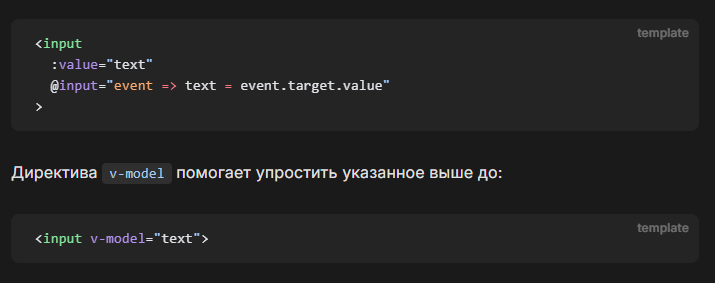 template
<input
:value="text"
@input="event => text = event.target.value"
>
Директива v-model помогает упростить указанное выше до:
template
<input v-model="text">